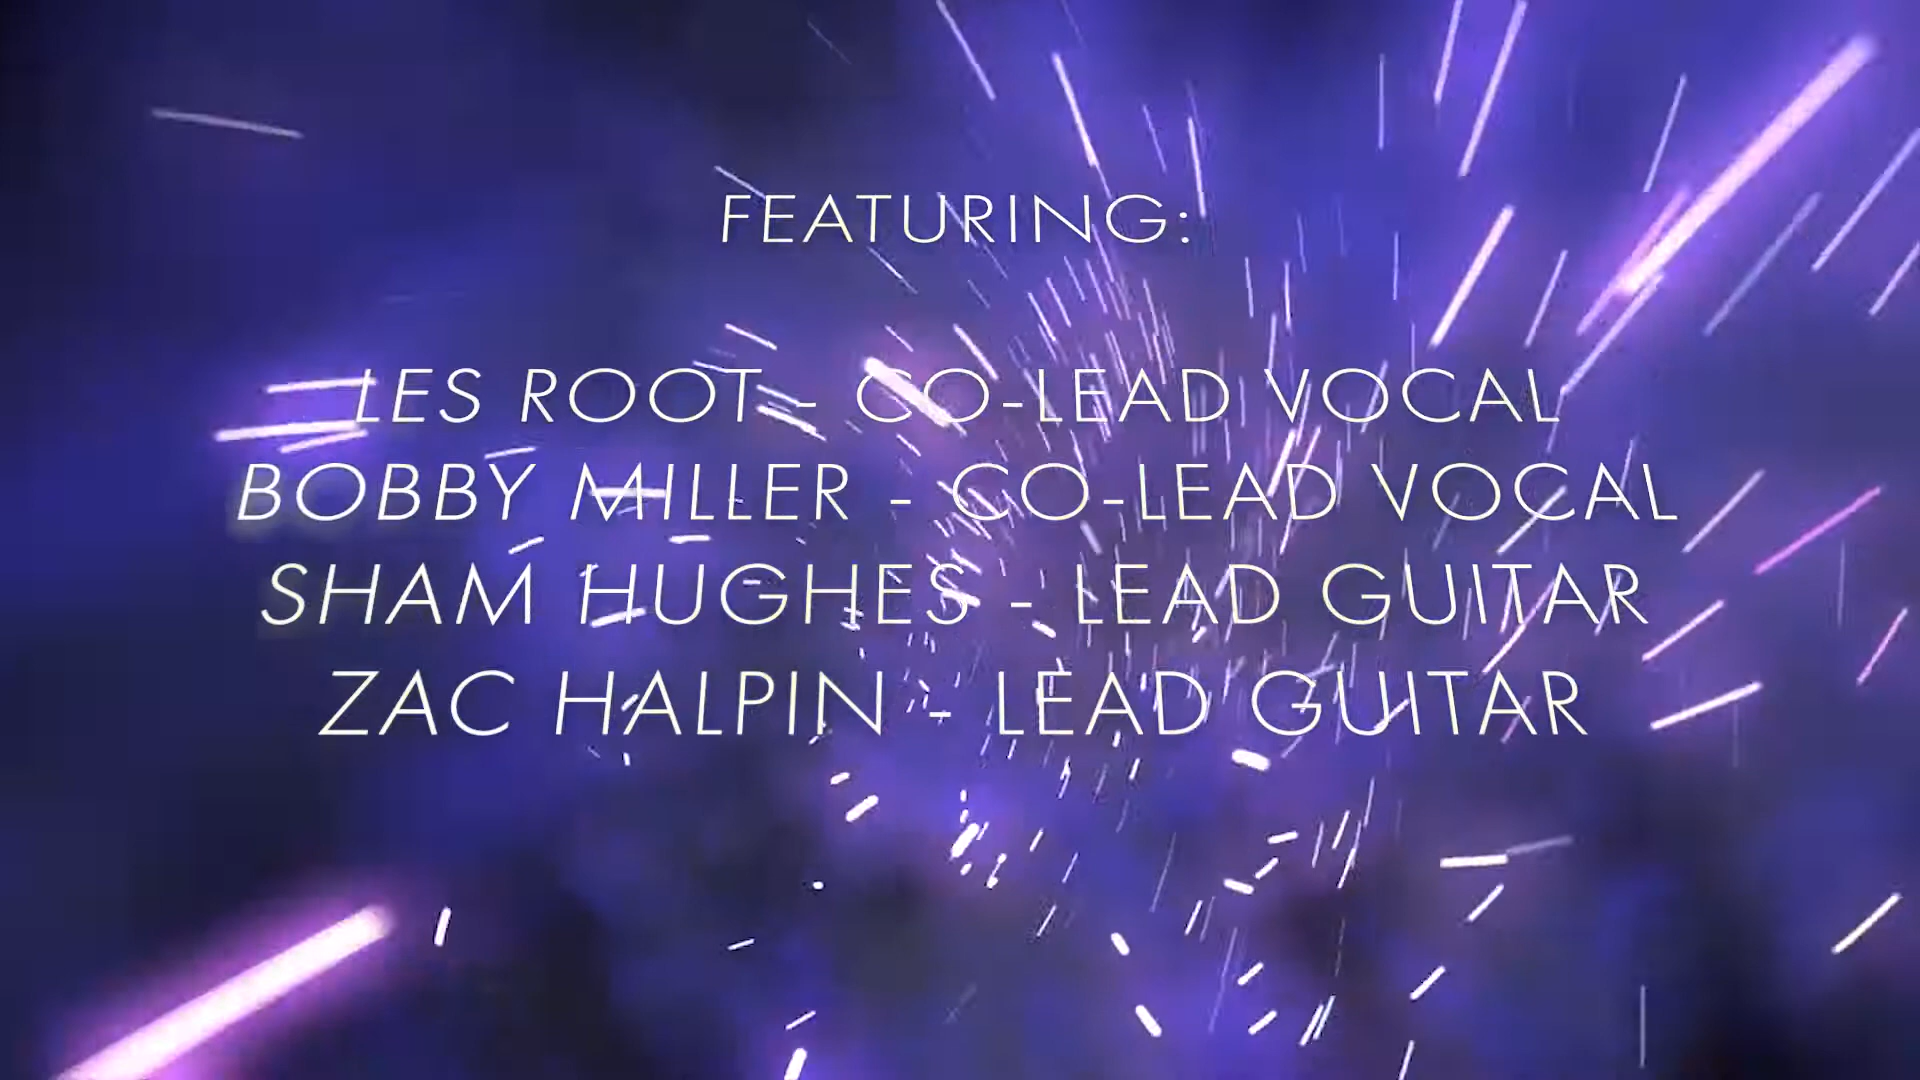 FEATURING:
LES ROOT - CO-LEAD VOCAL
BOBBY MILLER - CO-LEAD VOCAL
SHAM HUGHES - LEAD GUITAR
ZAC HALPIN - LEAD GUITAR